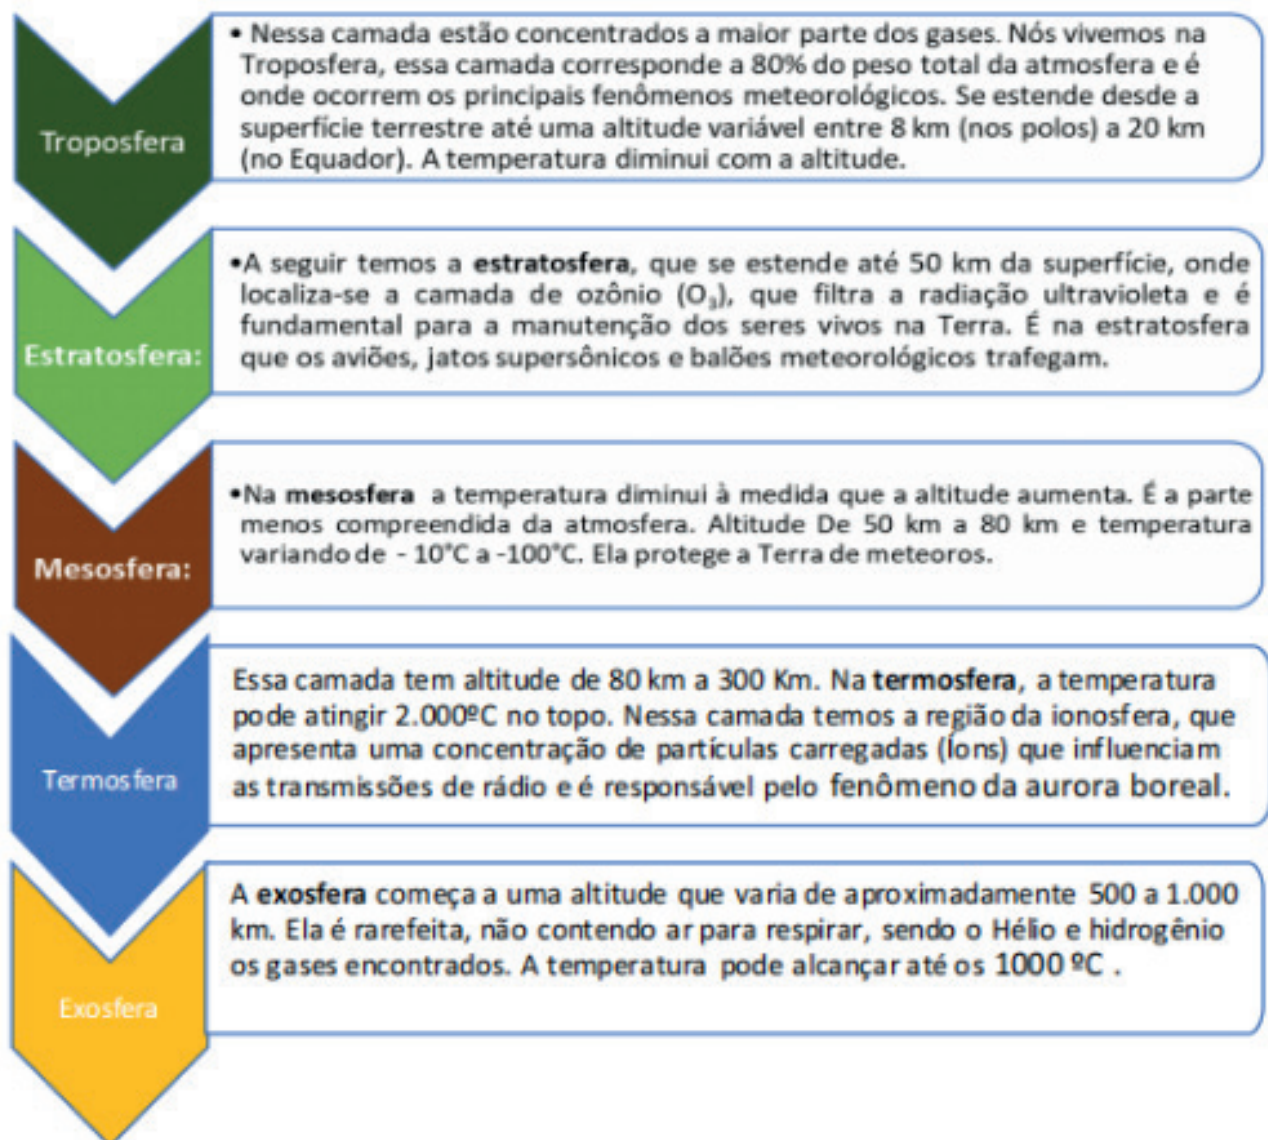 Troposfera
• Nessa camada estão concentrados a maior parte dos gases. Nós vivemos na
Troposfera, essa camada corresponde a 80% do peso total da atmosfera e é
onde ocorrem os principais fenômenos meteorológicos. Se estende desde a
superfície terrestre até uma altitude variável entre 8 km (nos polos) a 20 km
(no Equador). A temperatura diminui com a altitude.
Estratosfera:
•A seguir temos a estratosfera, que se estende até 50 km da superfície, onde
localiza-se a camada de ozônio (O₃), que filtra a radiação ultravioleta e é
fundamental para a manutenção dos seres vivos na Terra. É na estratosfera
que os aviões, jatos supersônicos e balões meteorológicos trafegam.
Mesosfera:
•Na mesosfera a temperatura diminui à medida que a altitude aumenta. É a parte
menos compreendida da atmosfera. Altitude De 50 km a 80 km e temperatura
variando de - 10°C a -100°C. Ela protege a Terra de meteoros.
Termosfera
Essa camada tem altitude de 80 km a 300 Km. Na termosfera, a temperatura
pode atingir 2.000ºC no topo. Nessa camada temos a região da ionosfera, que
apresenta uma concentração de partículas carregadas (Íons) que influenciam
as transmissões de rádio e é responsável pelo fenômeno da aurora boreal.
Exosfera
A exosfera começa a uma altitude que varia de aproximadamente 500 a 1.000
km. Ela é rarefeita, não contendo ar para respirar, sendo o Hélio e hidrogênio
os gases encontrados. A temperatura pode alcançar até os 1000 ºC .